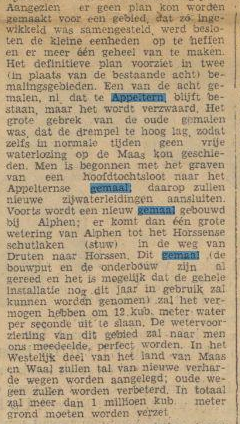 Aangezien er geen plan kon worden
gemaakt voor een gebied, dat zó inge-
wikkeld was samengesteld, werd beslo-
ten de kleine eenheden op te heffen
en er meer één geheel van te maken.
Het definitieve plan voorziet in twee
(in plaats van de bestaande acht) be-
malingsgebieden. Een van de acht ge-
malen, nl. dat te Appeltern, blijft be-
staan, maar het wordt verzwaard. Het
grote gebrek van de oude gemalen
was, dat de drempel te hoog lag, zodat
zelfs in normale tijden geen vrije
waterlozing op de Maas kon geschie-
den. Men is begonnen met het graven
van een hoofdtochtsloot naar het
Appelternse gemaal, daarop zullen
nieuwe zijwaterleidingen aansluiten.
Voorts wordt een nieuw gemaal gebouwd
bij Alphen; er komt dan één grote
wetering van Alphen tot het Horssense
schutlaken (stuw) in de weg van
Druten naar Horssen. Dit gemaal (de
bouwput en de onderbouw zijn al
gereed en het is mogelijk dat de gehele
installatie nog dit jaar in gebruik zal
kunnen worden genomen) zal het ver-
mogen hebben om 12 kub. meter water
per seconde uit te slaan. De watervoor-
ziening van dit gebied zal naar men
ons meedeelde, perfect worden. In het
Westelijk deel van het land van Maas
en Waal zullen tal van nieuwe verhar-
de wegen worden aangelegd; oude we-
gen zullen worden verbeterd. In totaal
zal meer dan 1 millioen kub. meter
grond moeten worden verzet